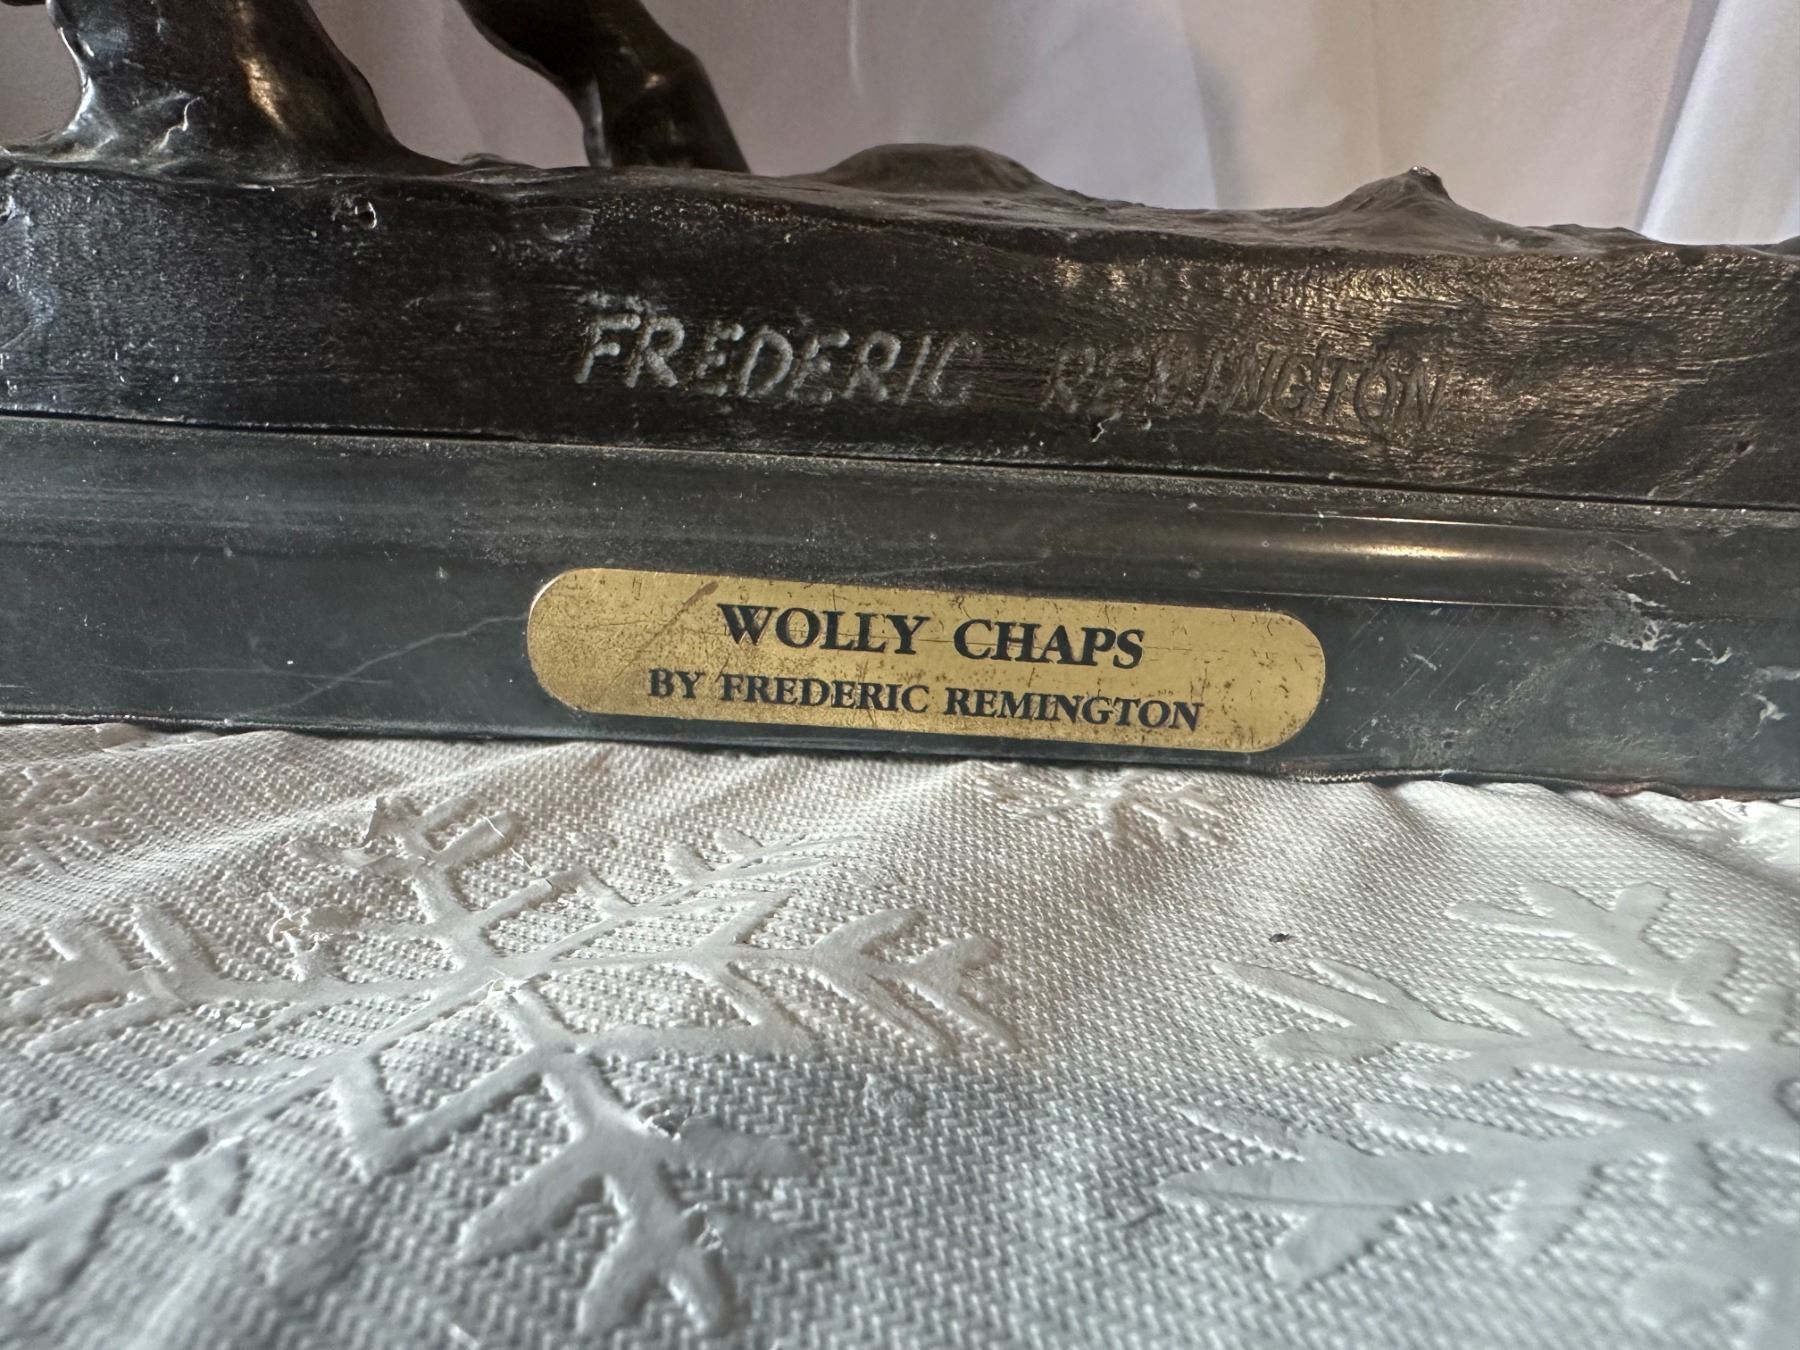 FREDERIC REMINGTON
WOLLY CHAPS
BY FREDERIC REMINGTON